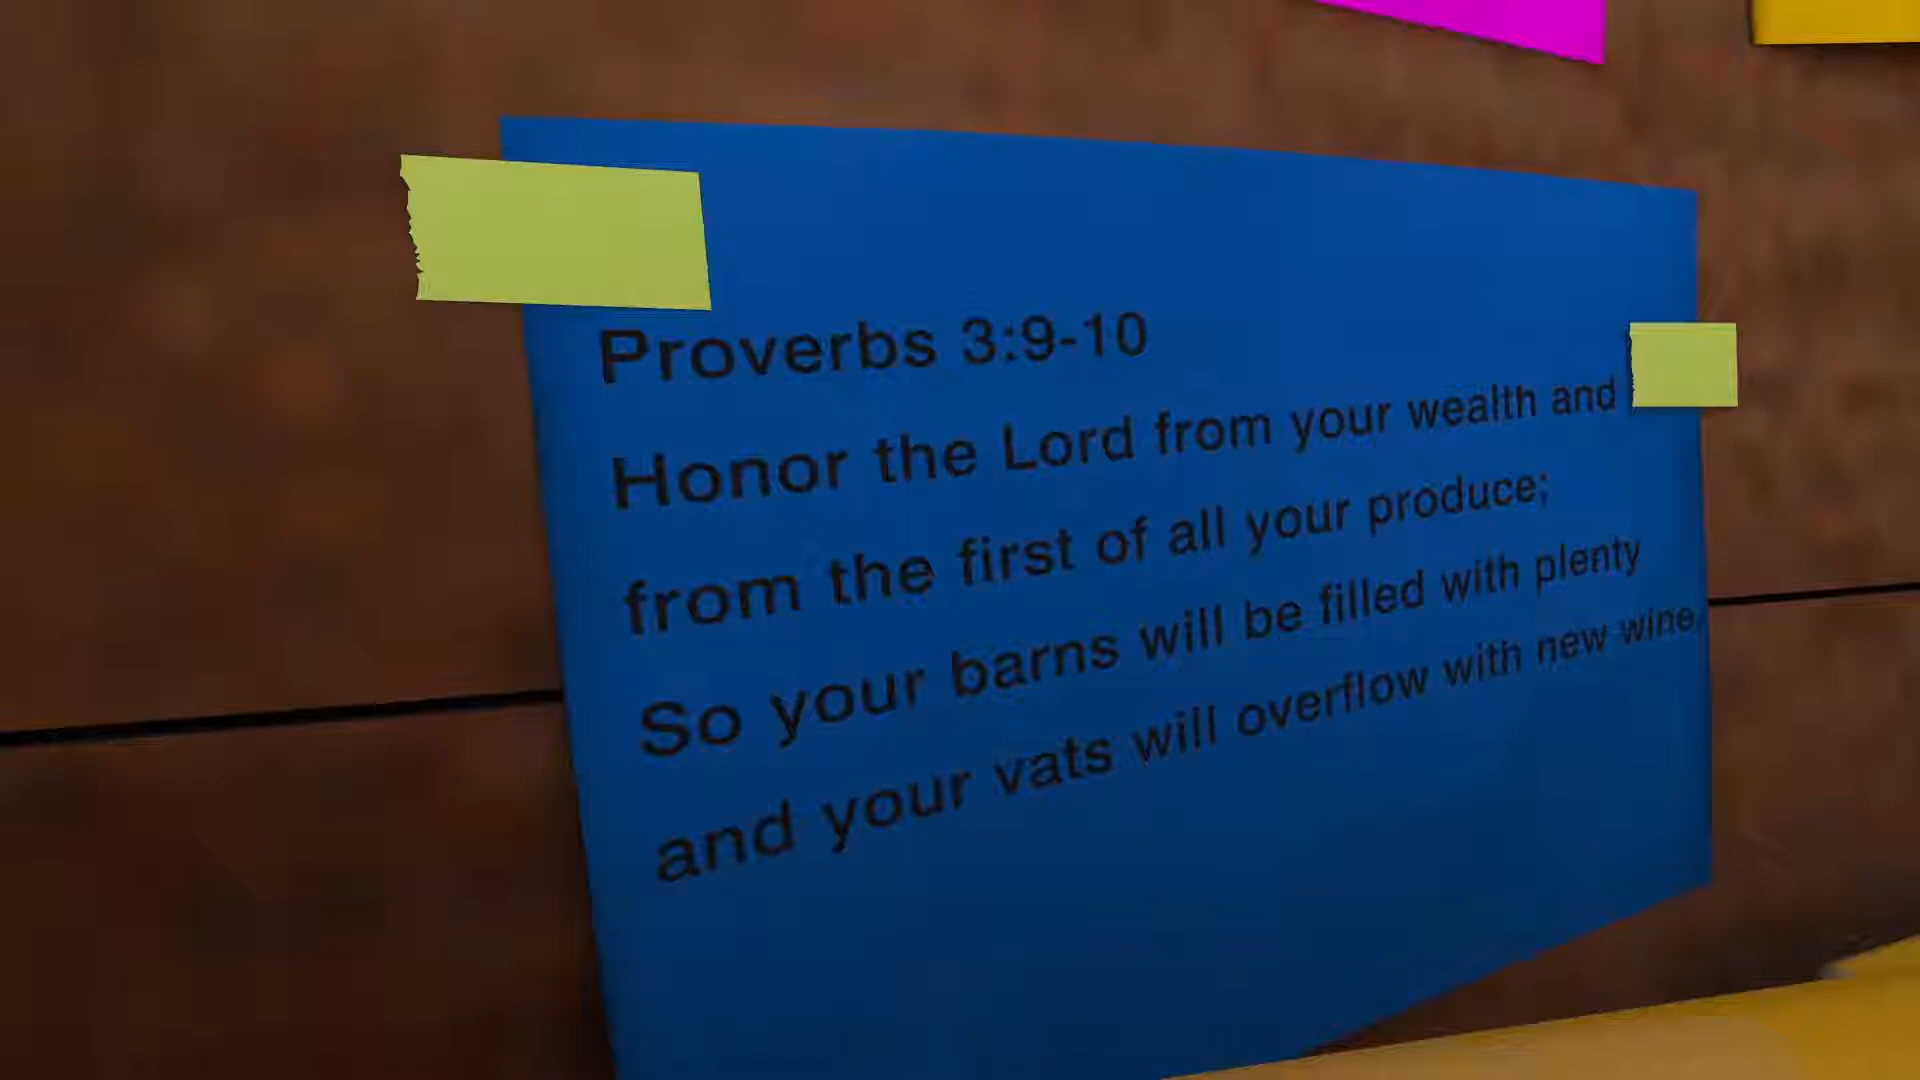 Proverbs 3:9-10
Honor the Lord from your wealth and
from the first of all your produce;
So your barns will be filled with plenty
and your vats will overflow with new wine.